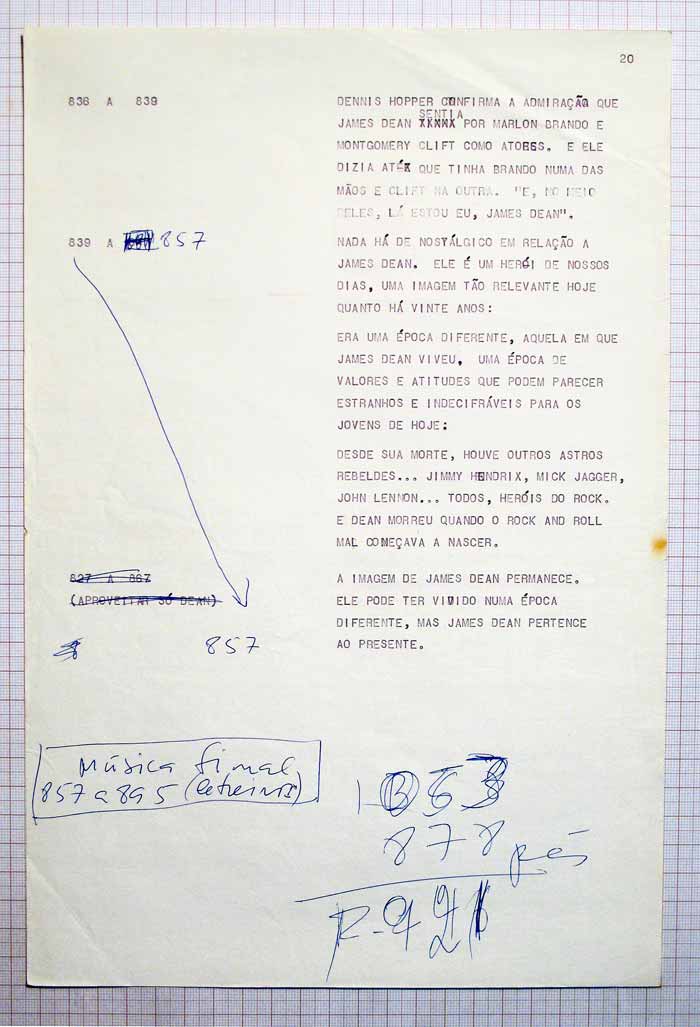 20
836 A 839
DENNIS HOPPER CONFIRMA A ADMIRAÇÃO QUE
SENTIA
JAMES DEAN XXXXX POR MARLON BRANDO E
MONTGOMERY CLIFT COMO ATORES. E ELE
DIZIA ATÉ QUE TINHA BRANDO NUMA DAS
MÃOS E CLIFT NA OUTRA. "E, NO MEIO
DELES, LÁ ESTOU EU, JAMES DEAN".
839 A 857
NADA HÁ DE NOSTÁLGICO EM RELAÇÃO A
JAMES DEAN. ELE É UM HERÓI DE NOSSOS
DIAS, UMA IMAGEM TÃO RELEVANTE HOJE
QUANTO HÁ VINTE ANOS:
ERA UMA ÉPOCA DIFERENTE, AQUELA EM QUE
JAMES DEAN VIVEU, UMA ÉPOCA DE
VALORES E ATITUDES QUE PODEM PARECER
ESTRANHOS E INDECIFRÁVEIS PARA OS
JOVENS DE HOJE:
DESDE SUA MORTE, HOUVE OUTROS ASTROS
REBELDES... JIMMY HENDRIX, MICK JAGGER,
JOHN LENNON... TODOS, HERÓIS DO ROCK.
E DEAN MORREU QUANDO O ROCK AND ROLL
MAL COMEÇAVA A NASCER.
827 A 867
(APROVEITAR SÓ DEAN)
A IMAGEM DE JAMES DEAN PERMANECE.
ELE PODE TER VIVIDO NUMA ÉPOCA
DIFERENTE, MAS JAMES DEAN PERTENCE
AO PRESENTE.
857
Música final
857 a 895 (letreiros)
878 pés